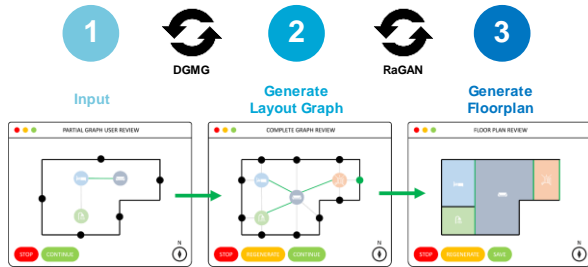 1
2
3
DGMG
RaGAN
Input
Generate
Layout Graph
Generate
Floorplan
PARTIAL GRAPH USER REVIEW
COMPLETE GRAPH REVIEW
FLOOR PLAN REVIEW
STOP
CONTINUE
N
STOP
REGENERATE
CONTINUE
N
STOP
REGENERATE
SAVE
N